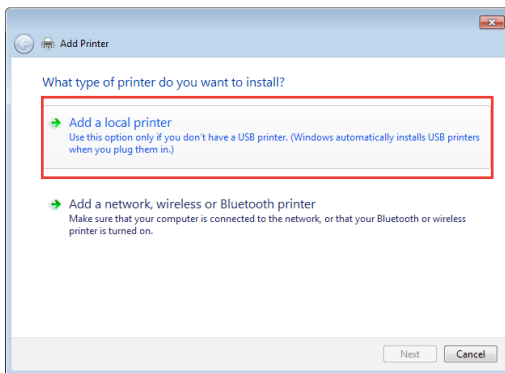 Add Printer
What type of printer do you want to install?
Add a local printer
Use this option only if you don't have a USB printer. (Windows automatically installs USB printers
when you plug them in.)
Add a network, wireless or Bluetooth printer
Make sure that your computer is connected to the network, or that your Bluetooth or wireless
printer is turned on.
Next Cancel